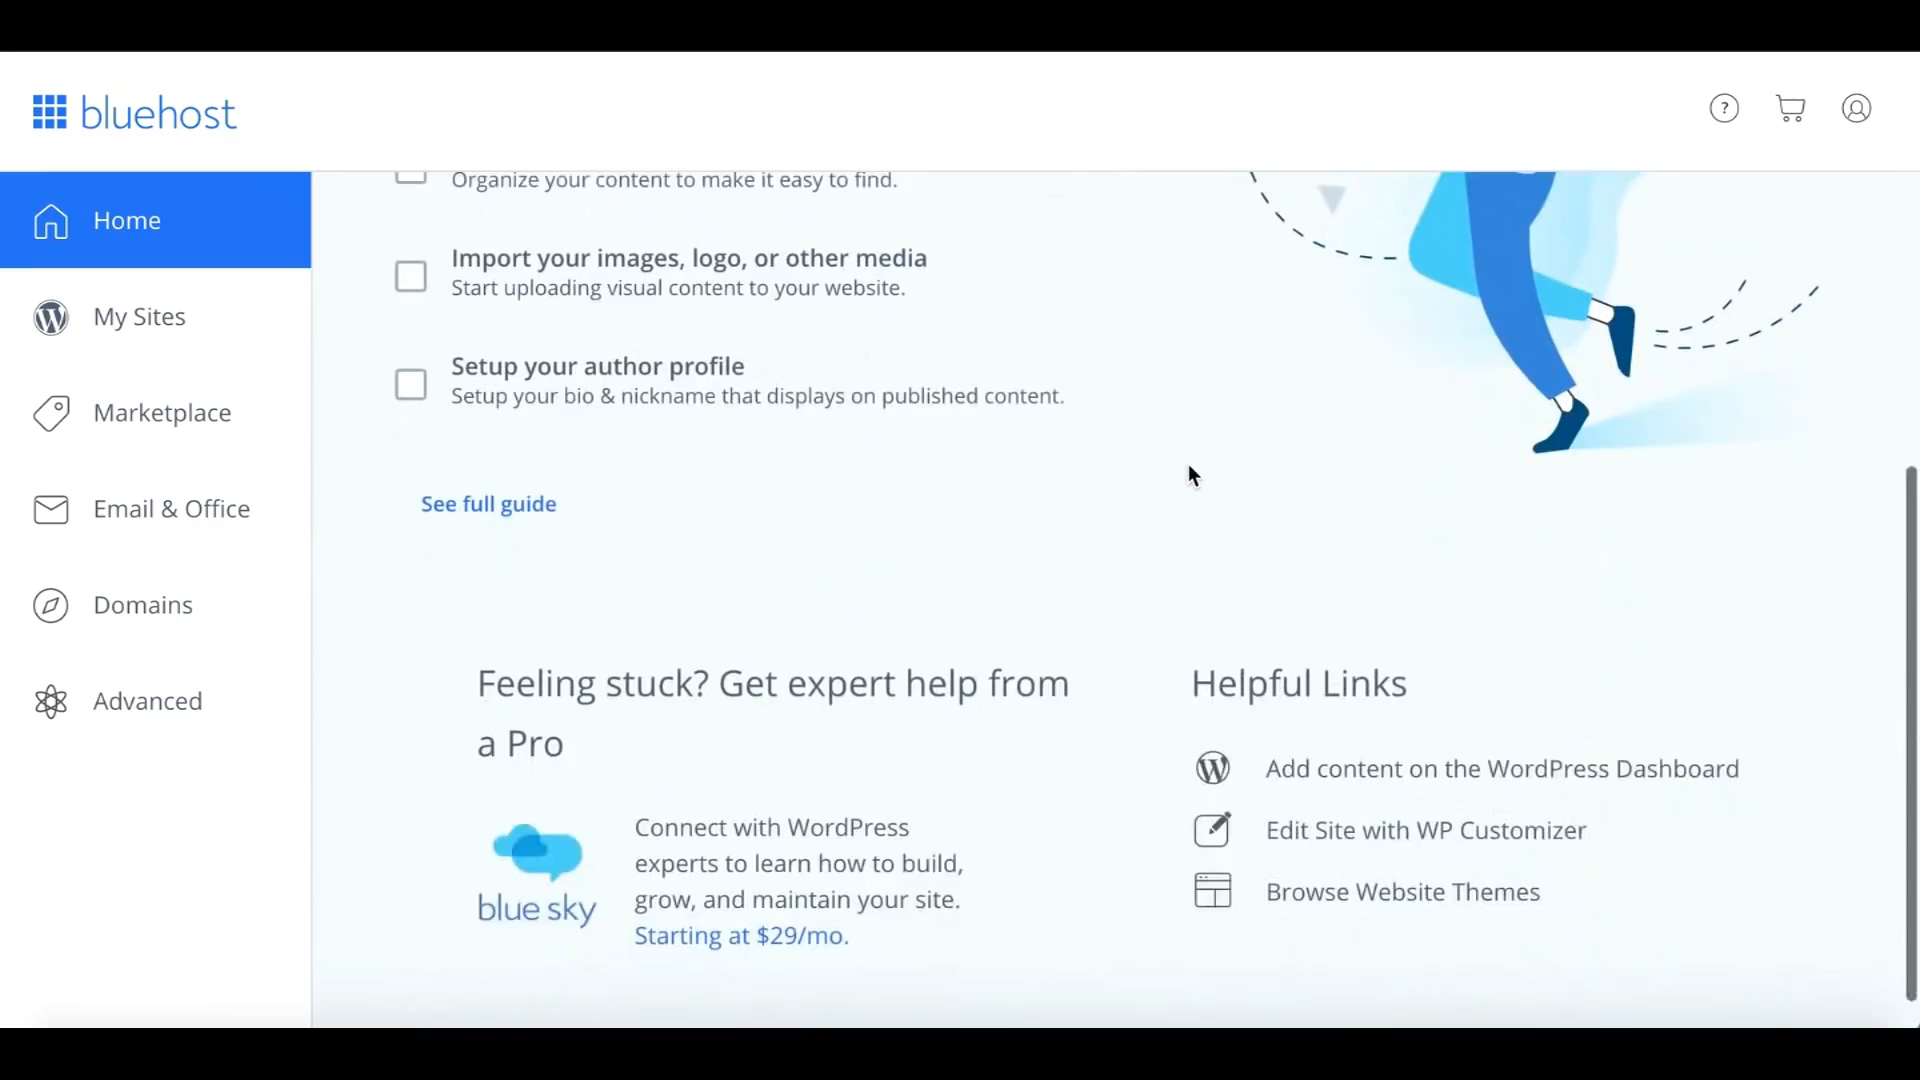 bluehost
?
Home
My Sites
Marketplace
Email & Office
Domains
Advanced
Organize your content to make it easy to find.
Import your images, logo, or other media
Start uploading visual content to your website.
Setup your author profile
Setup your bio & nickname that displays on published content.
See full guide
Feeling stuck? Get expert help from
a Pro
blue sky
Connect with WordPress
experts to learn how to build,
grow, and maintain your site.
Starting at $29/mo.
Helpful Links
Add content on the WordPress Dashboard
Edit Site with WP Customizer
Browse Website Themes